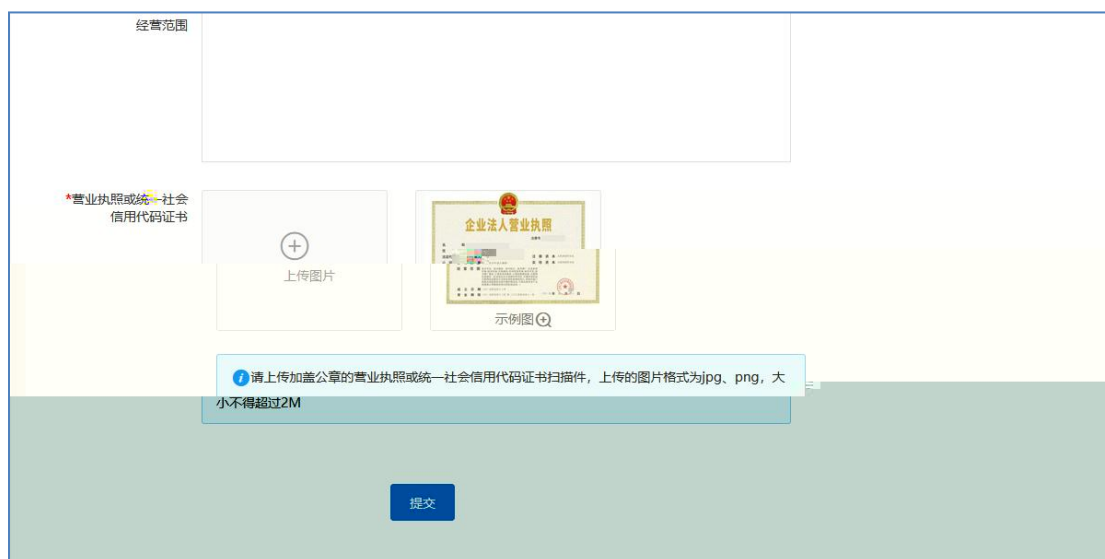 经营范围
*营业执照或统一社会
信用代码证书
上传图片
企业法人营业执照
示例图
请上传加盖公章的营业执照或统一社会信用代码证书扫描件，上传的图片格式为jpg、png，大
小不得超过2M
提交